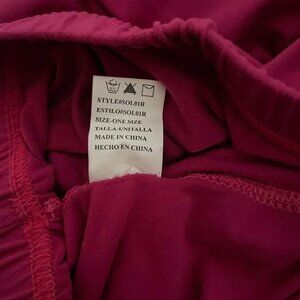 STYLE#SOL01R
ESTILO#SOL01R
SIZE-ONE SIZE
TALLA-UNITALLA
MADE IN CHINA
HECHO EN CHINA